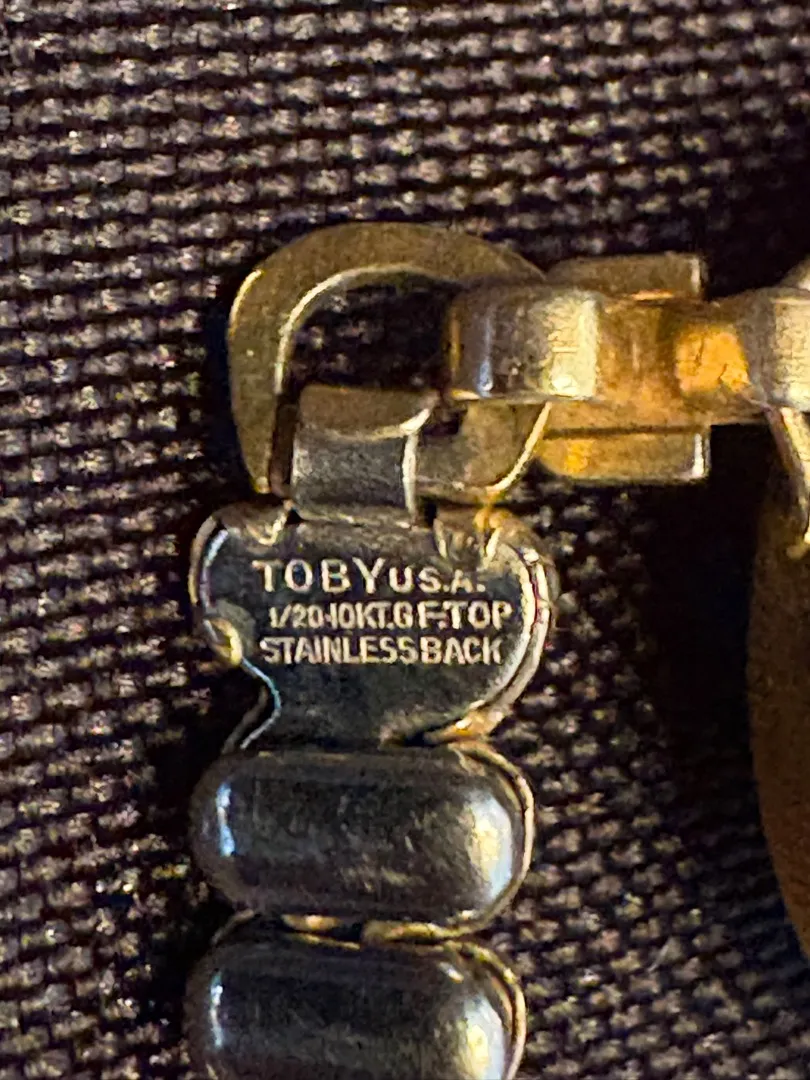 TOBY U.S.A.
1/20-10KT.G F.TOP
STAINLESS BACK